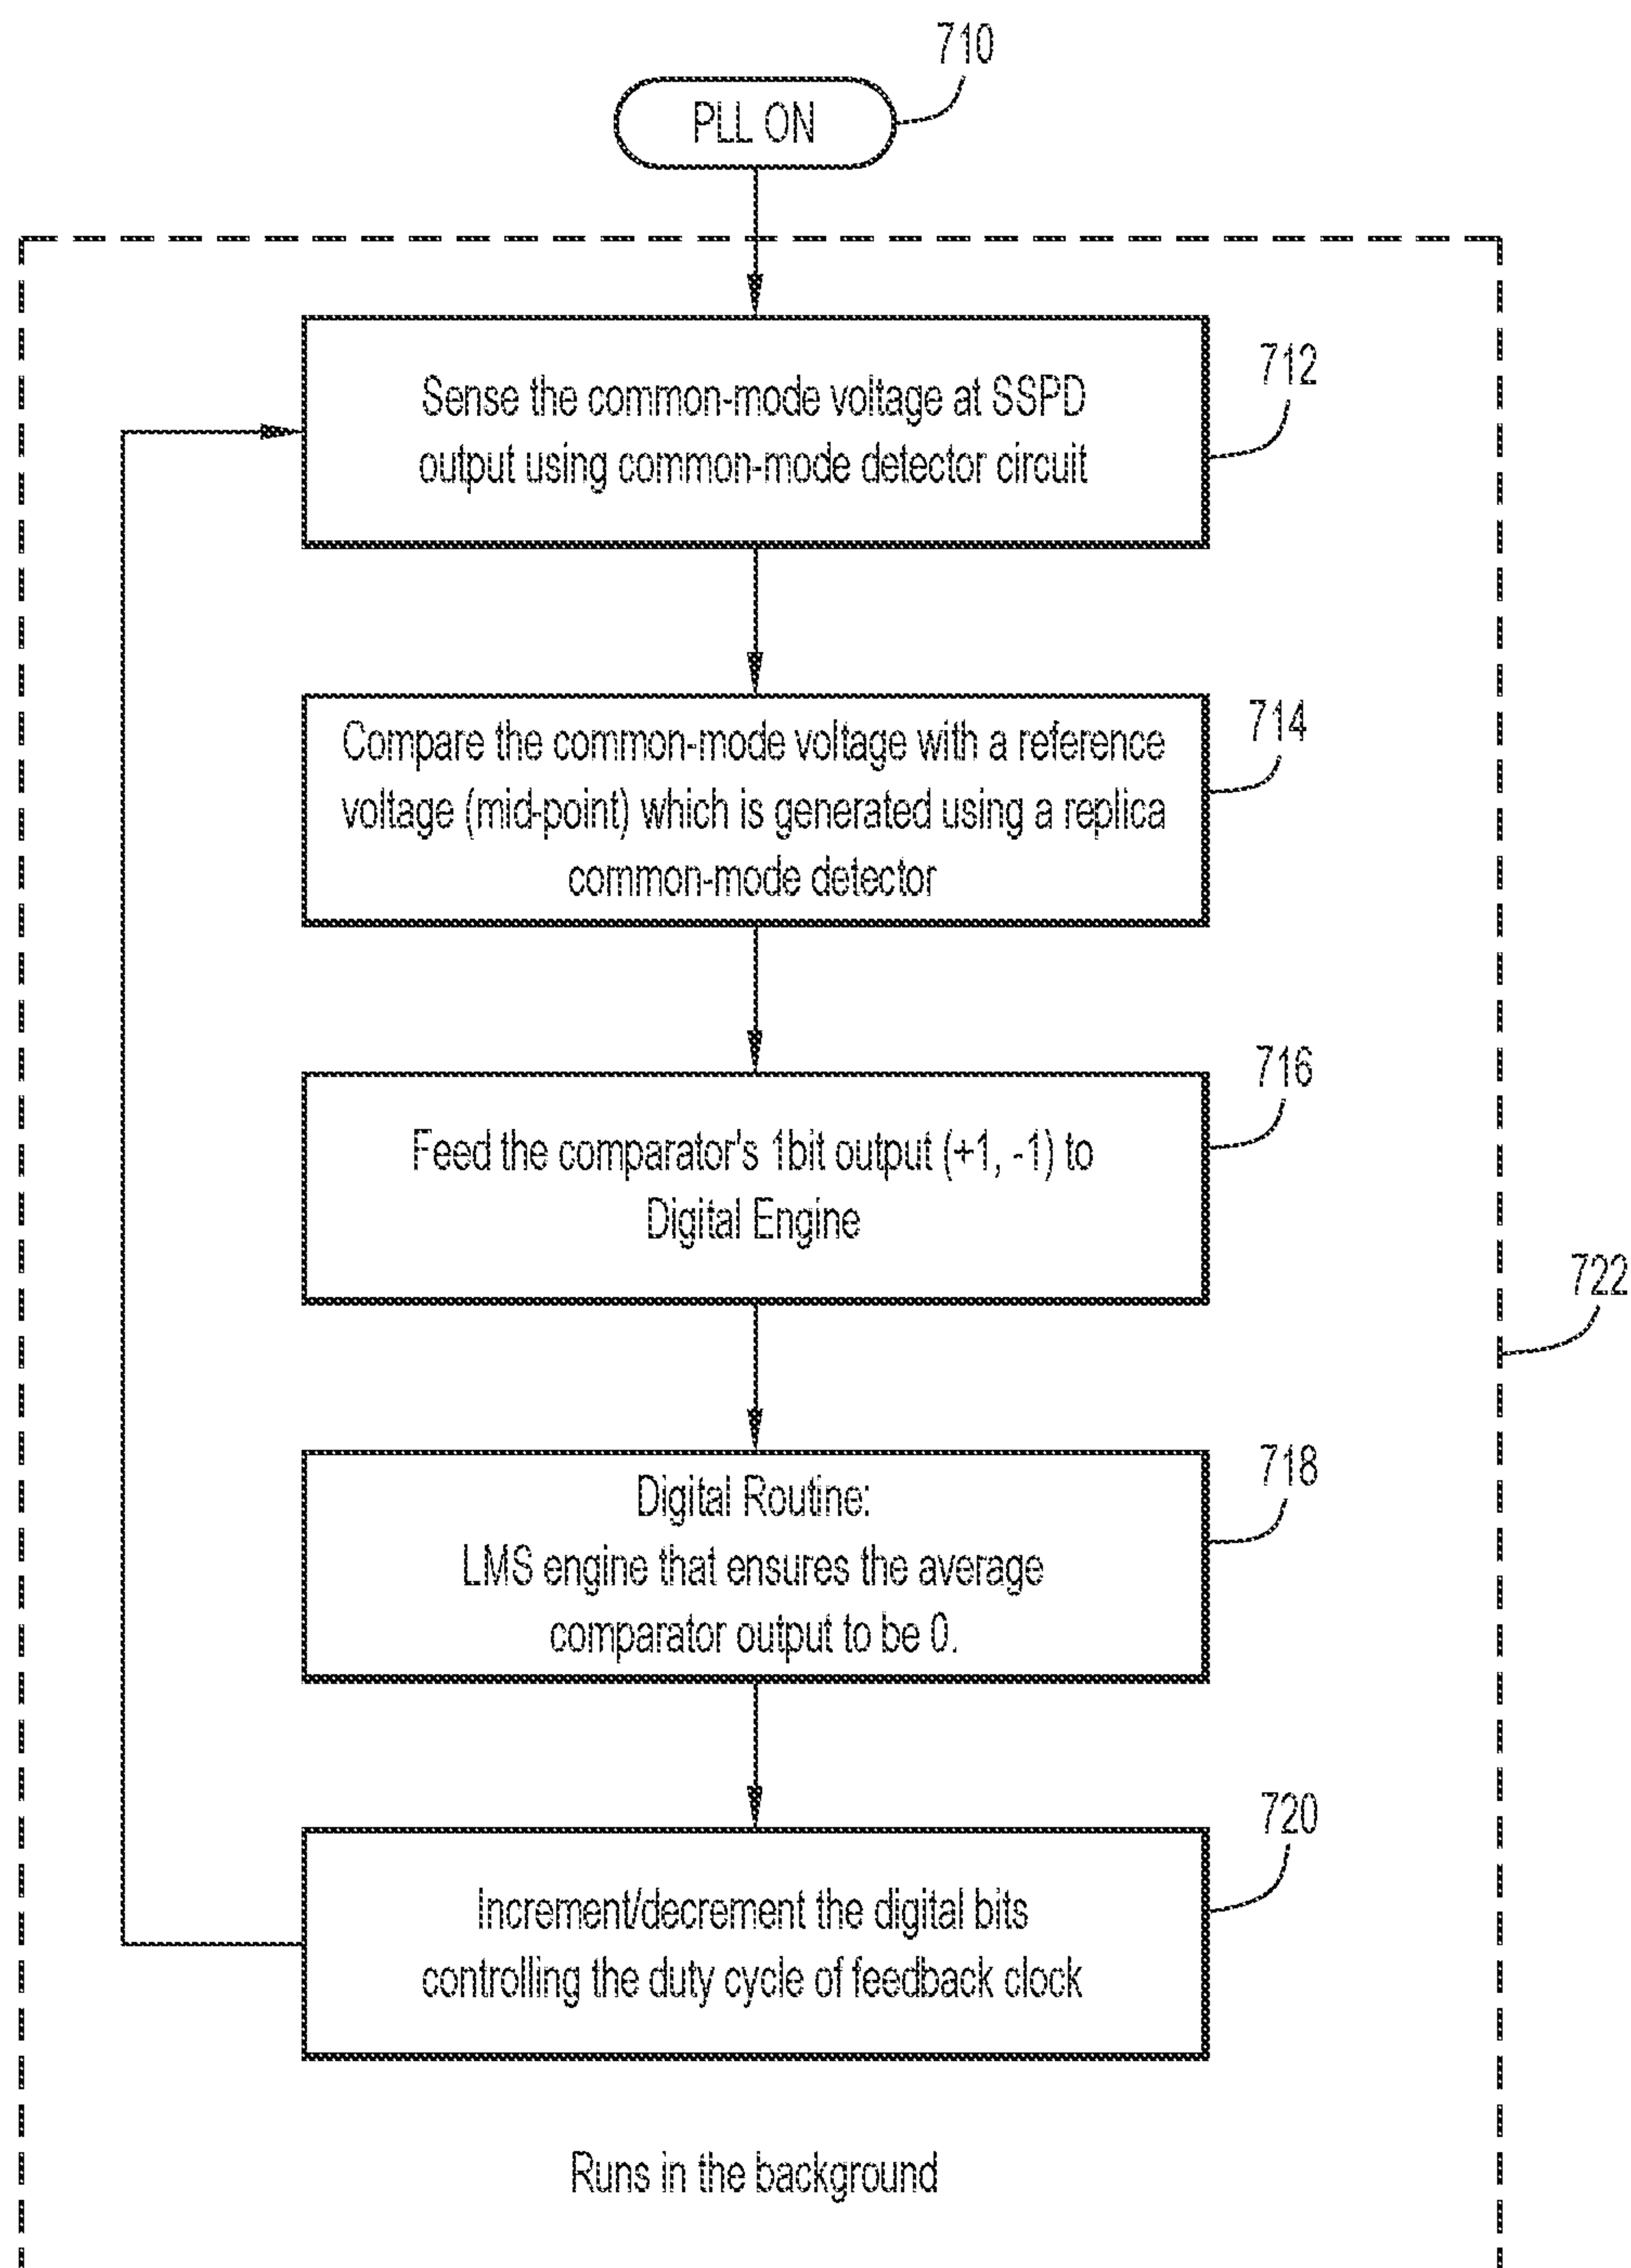 710
PLL ON
712
Sense the common-mode voltage at SSPD
output using common-mode detector circuit
714
Compare the common-mode voltage with a reference
voltage (mid-point) which is generated using a replica
common-mode detector
716
Feed the comparator's 1bit output (+1, -1) to
Digital Engine
722
718
Digital Routine:
LMS engine that ensures the average
comparator output to be 0.
720
Increment/decrement the digital bits
controlling the duty cycle of feedback clock
Runs in the background